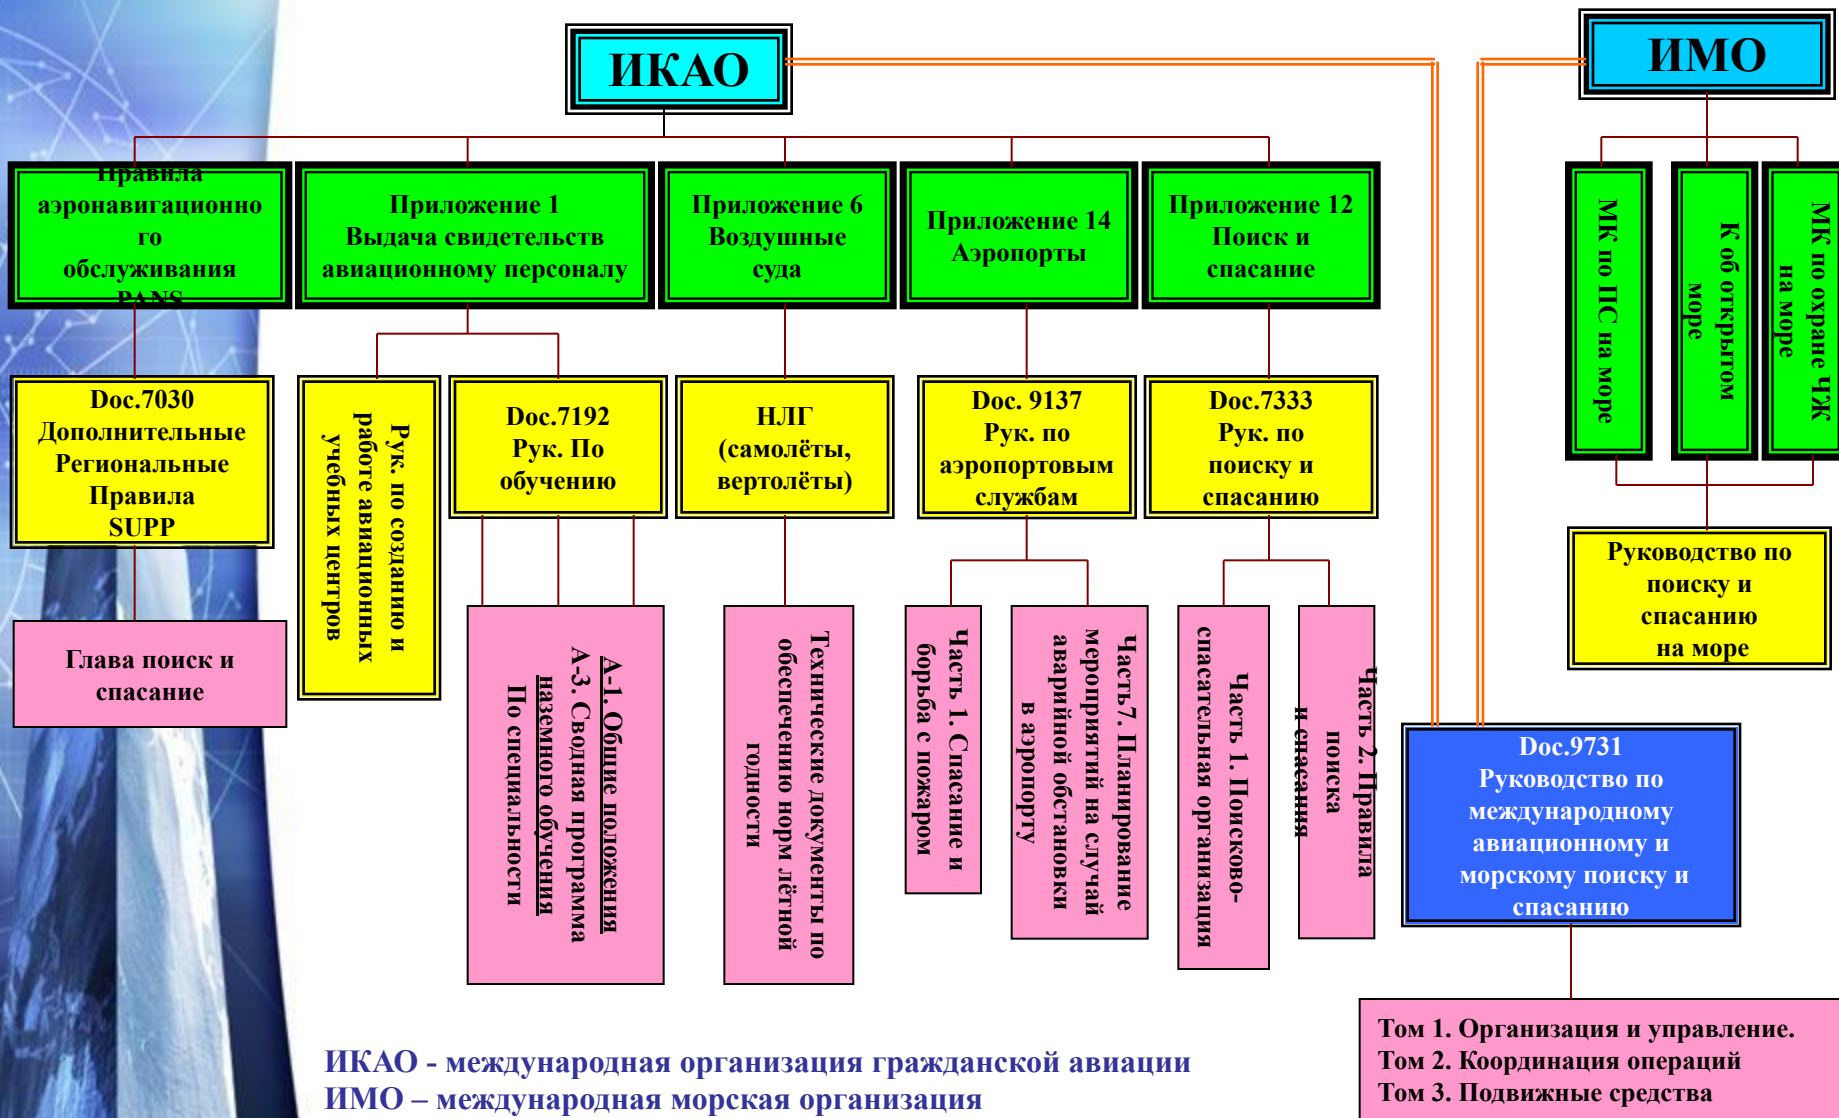 ИКАО
ИМО
Правила
аэронавигационно
го
обслуживания
PANS
Приложение 1
Выдача свидетельств
авиационному персоналу
Приложение 6
Воздушные
суда
Приложение 14
Аэропорты
Приложение 12
Поиск и
спасание
МК по ПС на море
К об открытом
море
МК по охране ЧЖ
на море
Doc.7030
Дополнительные
Региональные
Правила
SUPP
Рук. по созданию и
работе авиационных
учебных центров
Doc.7192
Рук. По
обучению
НЛГ
(самолёты,
вертолёты)
Doc. 9137
Рук. по
аэропортовым
службам
Doc.7333
Рук. по
поиску и
спасанию
Руководство по
поиску и
спасанию
на море
Глава поиск и
спасание
А-1. Общие положения
А-3. Сводная программа
наземного обучения
По специальности
Технические документы по
обеспечению норм лётной
годности
Часть 1. Спасание и
борьба с пожаром
Часть7. Планирование
мероприятий на случай
аварийной обстановки
в аэропорту
Часть 1. Поисково-
спасательная организация
Часть 2. Правила
поиска
и спасания
Doc.9731
Руководство по
международному
авиационному и
морскому поиску и
спасанию
Том 1. Организация и управление.
Том 2. Координация операций
Том 3. Подвижные средства
ИКАО - международная организация гражданской авиации
ИМО – международная морская организация